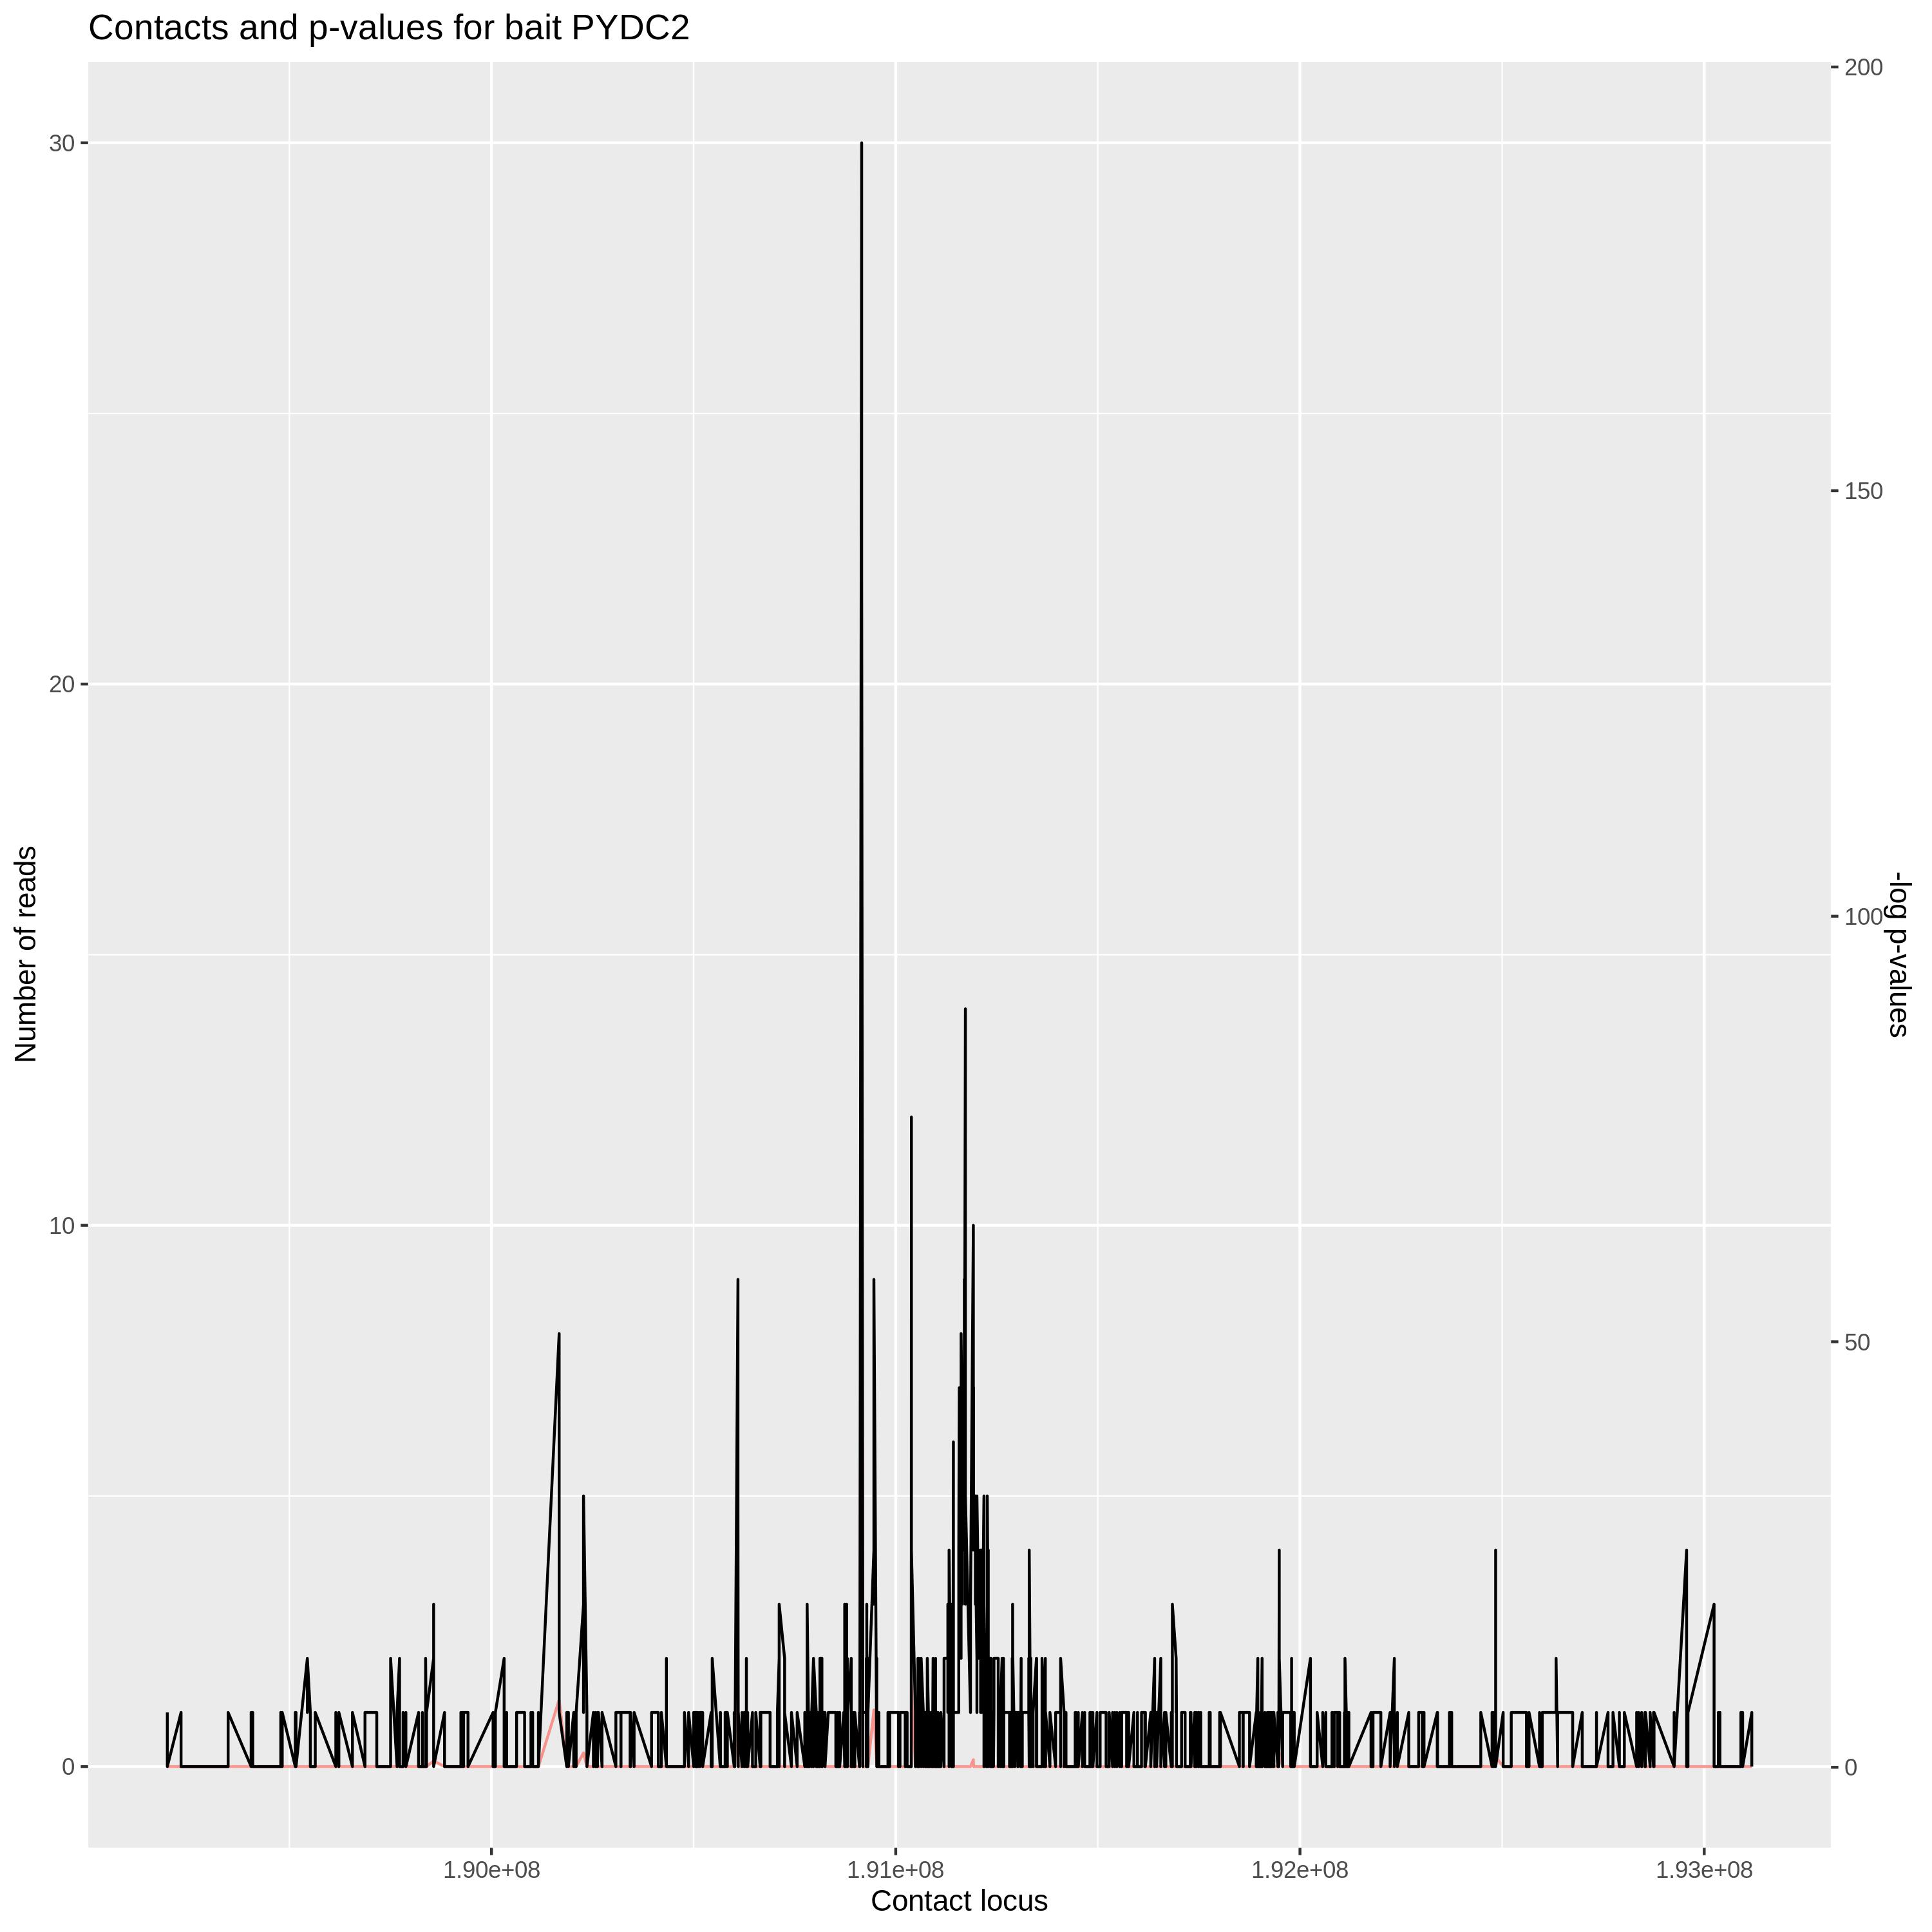 Contacts and p-values for bait PYDC2
30
20
10
0
200
150
100
50
0
Number of reads
-log p-values
1.90e+08
1.91e+08
1.92e+08
1.93e+08
Contact locus